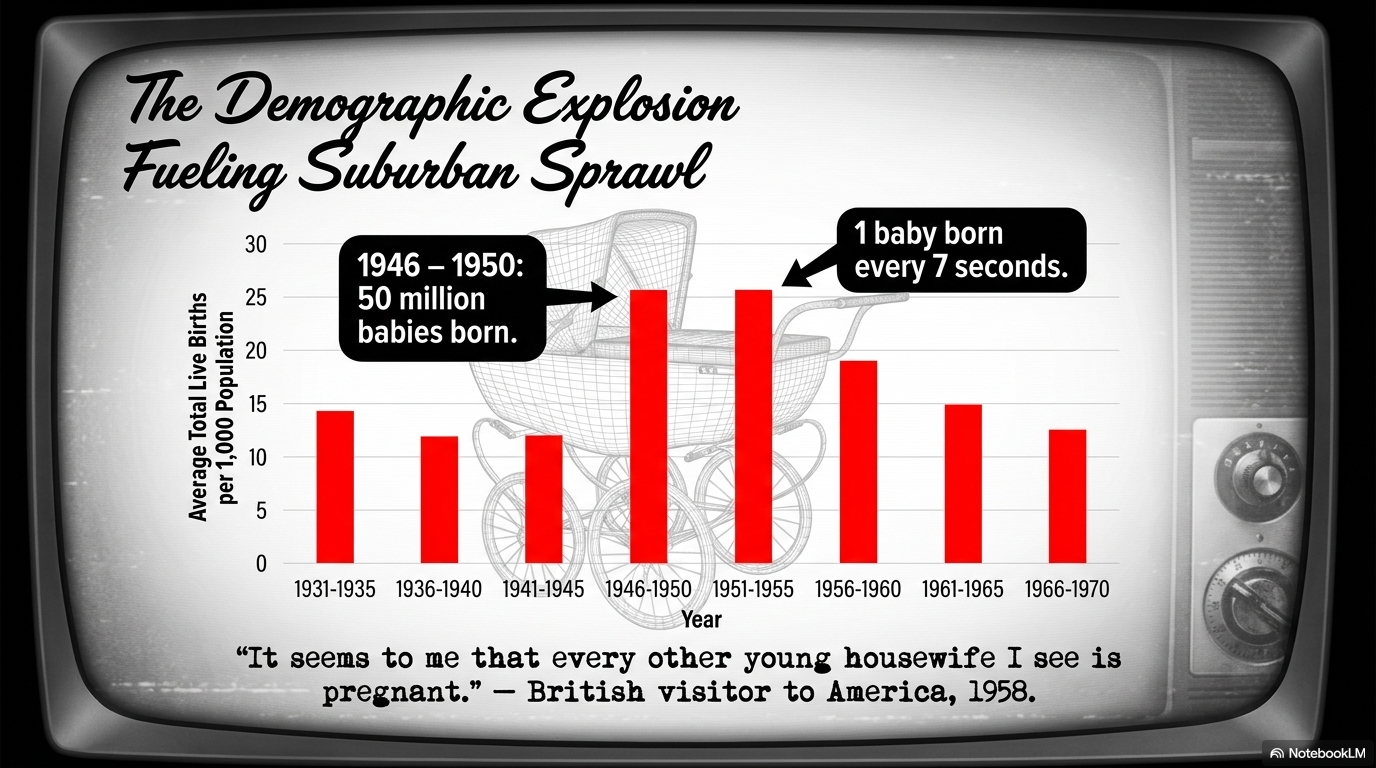 The Demographic Explosion
Fueling Suburban Sprawl
1946 – 1950:
50 million
babies born.
1 baby born
every 7 seconds.
Average Total Live Births
per 1,000 Population
30
25
20
15
10
5
0
1931-1935 1936-1940 1941-1945 1946-1950 1951-1955 1956-1960 1961-1965 1966-1970
Year
“It seems to me that every other young housewife I see is
pregnant.” — British visitor to America, 1958.
NotebookLM